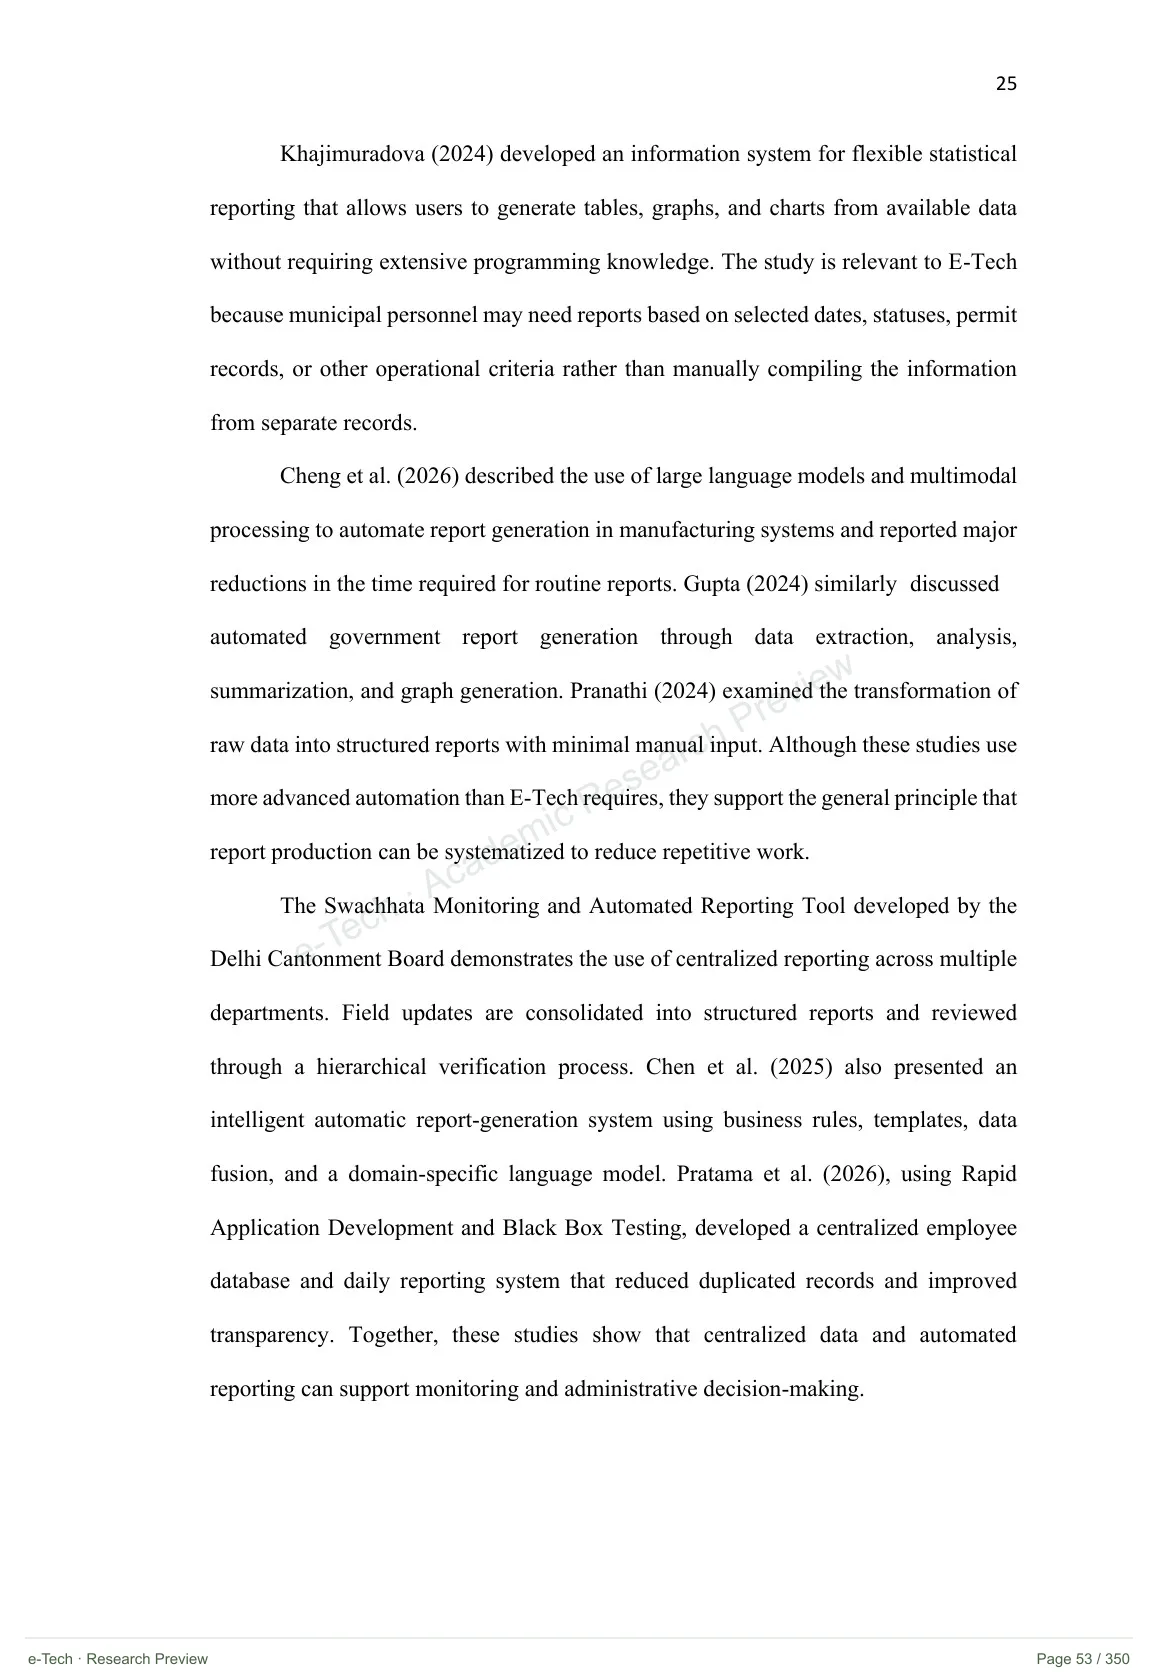 25
Khajimuradova (2024) developed an information system for flexible statistical
reporting that allows users to generate tables, graphs, and charts from available data
without requiring extensive programming knowledge. The study is relevant to E-Tech
because municipal personnel may need reports based on selected dates, statuses, permit
records, or other operational criteria rather than manually compiling the information
from separate records.
Cheng et al. (2026) described the use of large language models and multimodal
processing to automate report generation in manufacturing systems and reported major
reductions in the time required for routine reports. Gupta (2024) similarly discussed
automated government report generation through data extraction, analysis,
summarization, and graph generation. Pranathi (2024) examined the transformation of
raw data into structured reports with minimal manual input. Although these studies use
more advanced automation than E-Tech requires, they support the general principle that
report production can be systematized to reduce repetitive work.
The Swachhata Monitoring and Automated Reporting Tool developed by the
Delhi Cantonment Board demonstrates the use of centralized reporting across multiple
departments. Field updates are consolidated into structured reports and reviewed
through a hierarchical verification process. Chen et al. (2025) also presented an
intelligent automatic report-generation system using business rules, templates, data
fusion, and a domain-specific language model. Pratama et al. (2026), using Rapid
Application Development and Black Box Testing, developed a centralized employee
database and daily reporting system that reduced duplicated records and improved
transparency. Together, these studies show that centralized data and automated
reporting can support monitoring and administrative decision-making.
e-Tech · Academic Research Preview
e-Tech · Research Preview
Page 53 / 350